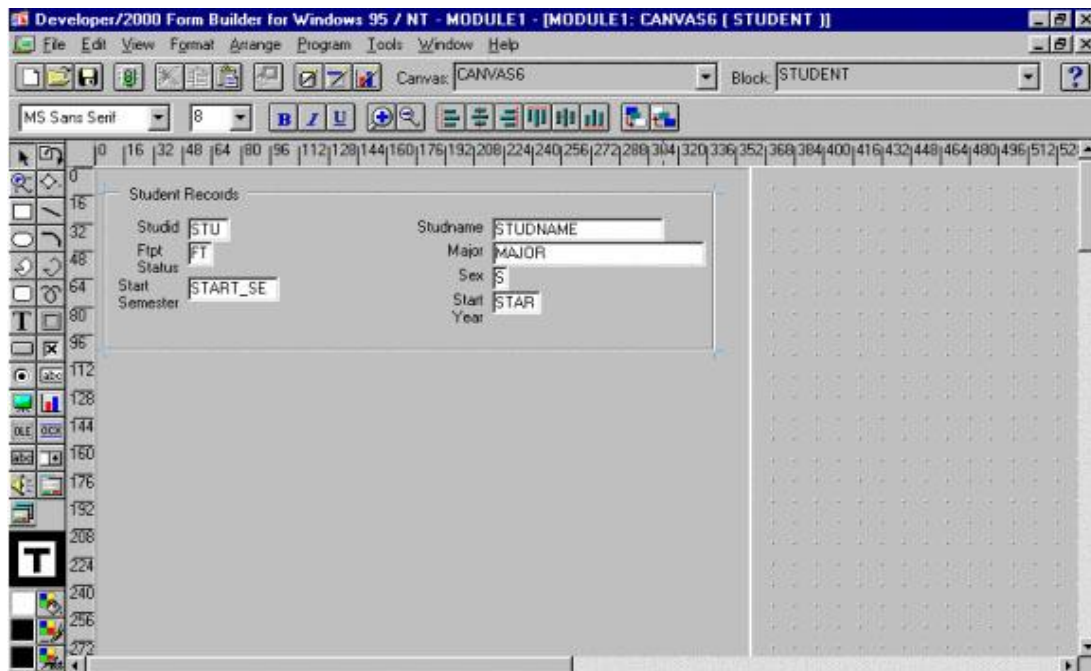 Developer/2000 Form Builder for Windows 95 / NT - MODULE1 - [MODULE1: CANVAS6 ( STUDENT )]
File Edit View Format Arrange Program Tools Window Help
Canvas: CANVAS6 Block: STUDENT
MS Sans Serif 8 B I U
0 16 32 48 64 80 96 112 128 144 160 176 192 208 224 240 256 272 288 304 320 336 352 368 384 400 416 432 448 464 480 496 512 52
0
Student Records
16
Studid STU Studname STUDNAME
32
Ftpt Status FT Major MAJOR
48
Sex S
64
Start Semester START_SE Start Year STAR
80
96
112
128
144
160
176
192
208
224
240
256
272
T
abc
OLE OCX
abc
T